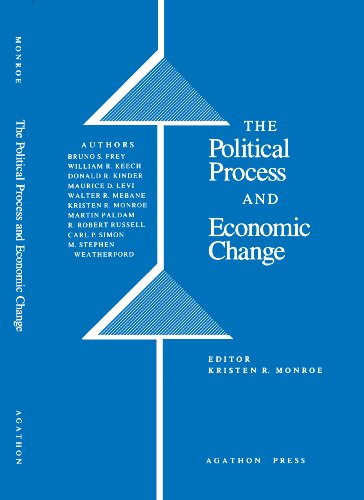 MONROE
The Political Process and Economic Change
AGATHON
AUTHORS
BRUNO S. FREY
WILLIAM R. KEECH
DONALD R. KINDER
MAURICE D. LEVI
WALTER R. MEBANE
KRISTEN R. MONROE
MARTIN PALDAM
R. ROBERT RUSSELL
CARL P. SIMON
M. STEPHEN
WEATHERFORD
THE
Political
Process
AND
Economic
Change
EDITOR
KRISTEN R. MONROE
AGATHON PRESS